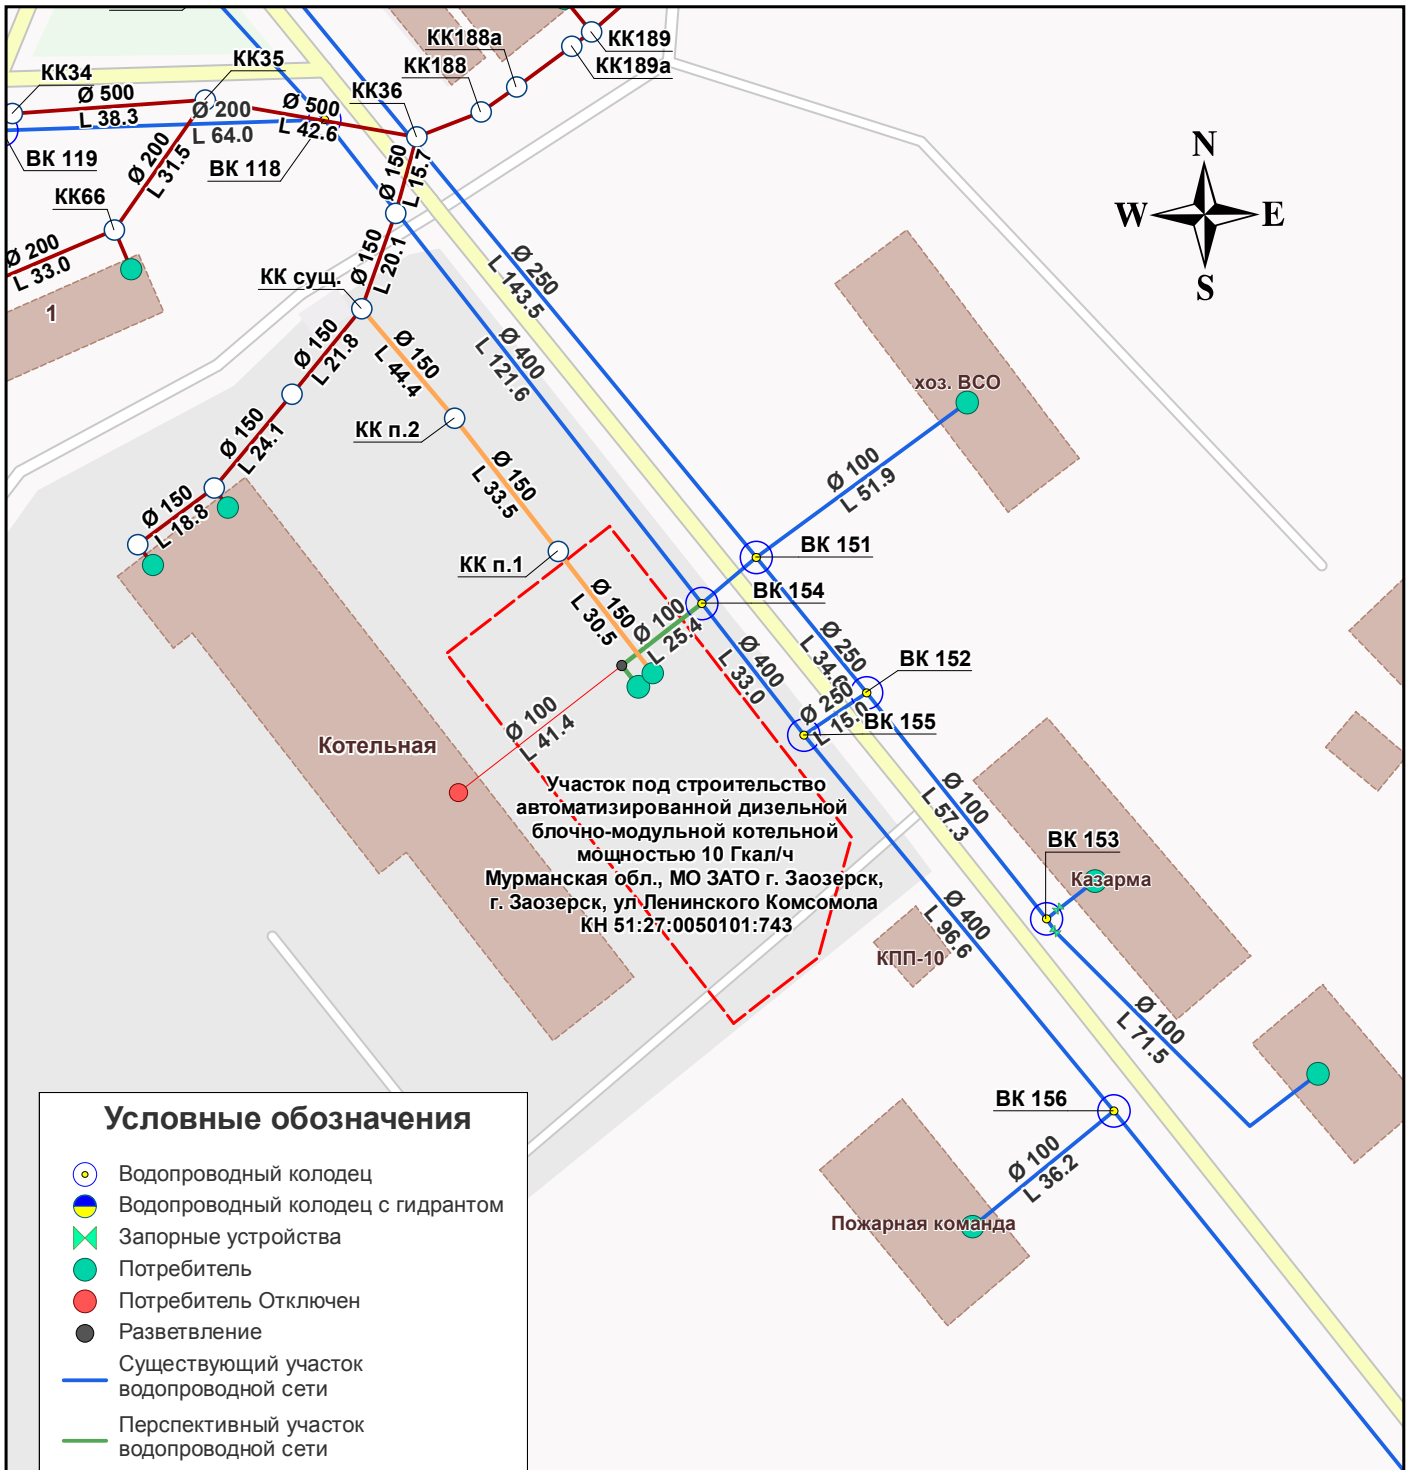 КК188а
КК189
КК188
КК189а
КК34
КК35
КК36
Ø 500
L 38.3
Ø 200
L 64.0
Ø 500
L 42.6
ВК 119
ВК 118
Ø 200
L 31.5
Ø 150
L 15.7
КК66
Ø 200
L 33.0
1
Ø 150
L 20.1
КК сущ.
Ø 250
L 143.5
Ø 400
L 121.6
N
W
E
S
Ø 150
L 21.8
Ø 150
L 44.4
хоз. ВСО
КК п.2
Ø 150
L 24.1
Ø 100
L 51.9
Ø 150
L 33.5
Ø 150
L 18.8
КК п.1
ВК 151
ВК 154
Ø 150
L 30.5
Ø 100
L 25.4
Ø 400
L 33.0
Ø 250
L 34.6
ВК 152
Ø 250
L 15.0
ВК 155
Ø 100
L 41.4
Котельная
Участок под строительство
автоматизированной дизельной
блочно-модульной котельной
мощностью 10 Гкал/ч
Мурманская обл., МО ЗАТО г. Заозерск,
г. Заозерск, ул Ленинского Комсомола
КН 51:27:0050101:743
Ø 100
L 57.3
ВК 153
Казарма
Ø 400
L 96.6
КПП-10
Ø 100
L 71.5
ВК 156
Ø 100
L 36.2
Пожарная команда
Условные обозначения
Водопроводный колодец
Водопроводный колодец с гидрантом
Запорные устройства
Потребитель
Потребитель Отключен
Разветвление
Существующий участок
водопроводной сети
Перспективный участок
водопроводной сети